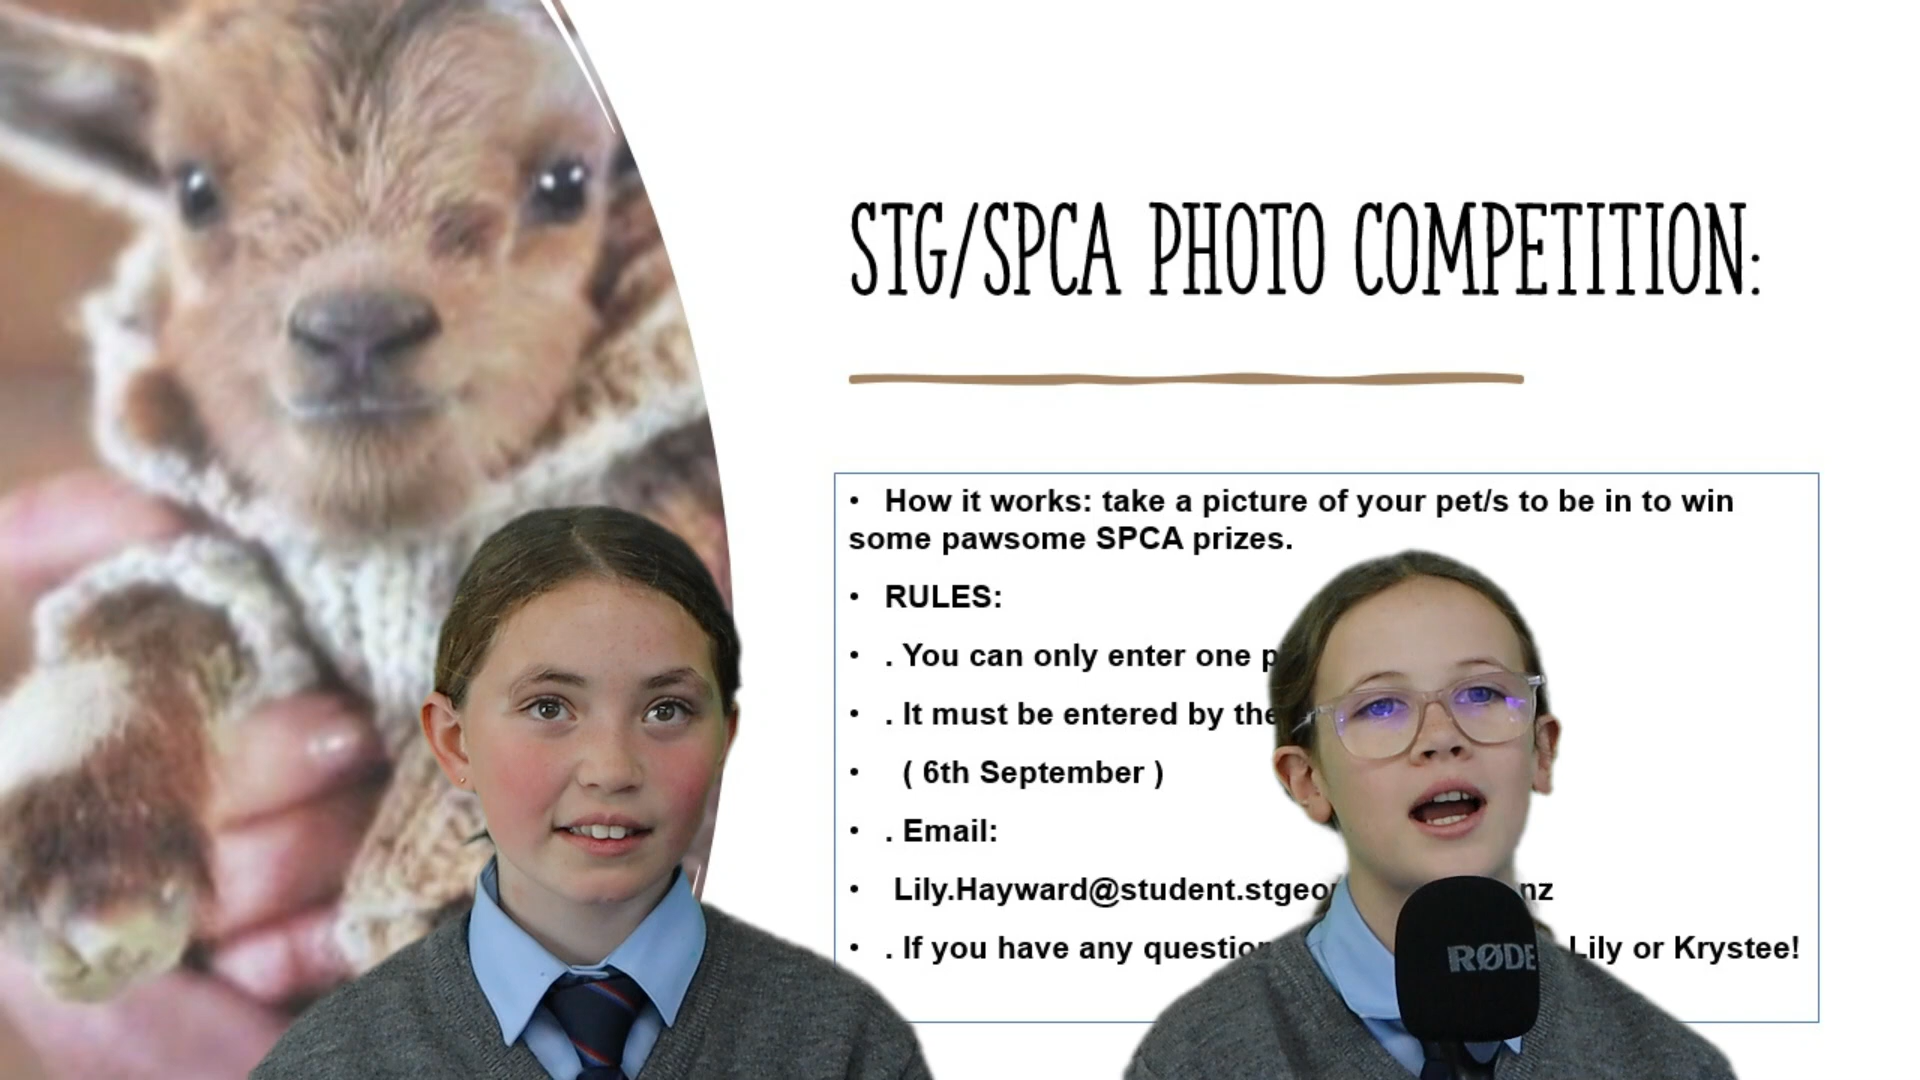 STG/SPCA PHOTO COMPETITION:
• How it works: take a picture of your pet/s to be in to win
some pawsome SPCA prizes.
• RULES:
• . You can only enter one
• . It must be entered by the
• ( 6th September )
• . Email:
• Lily.Hayward@student.stgeo nz
• . If you have any Lily or Krystee!
RØDE